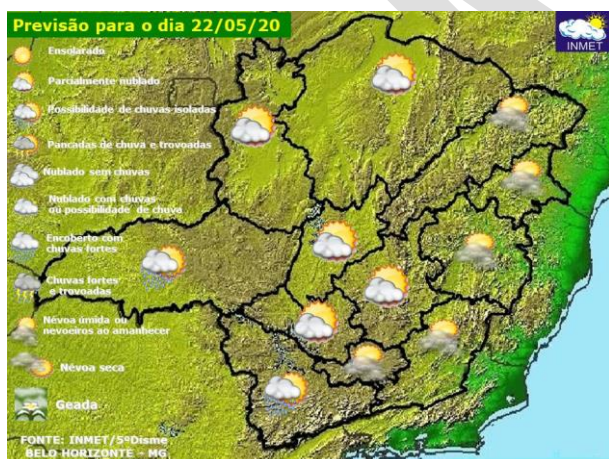 Previsão para o dia 22/05/20
INMET
Ensolarado
Parcialmente nublado
Possibilidade de chuvas isoladas
Pancadas de chuva e trovoadas
Nublado sem chuvas
Nublado com chuvas
ou possibilidade de chuva
Encoberto com
chuvas fortes
Chuvas fortes
e trovoadas
Névoa úmida ou
nevoeiros ao amanhecer
Névoa seca
Geada
FONTE: INMET/5ºDisme
BELO HORIZONTE - MG